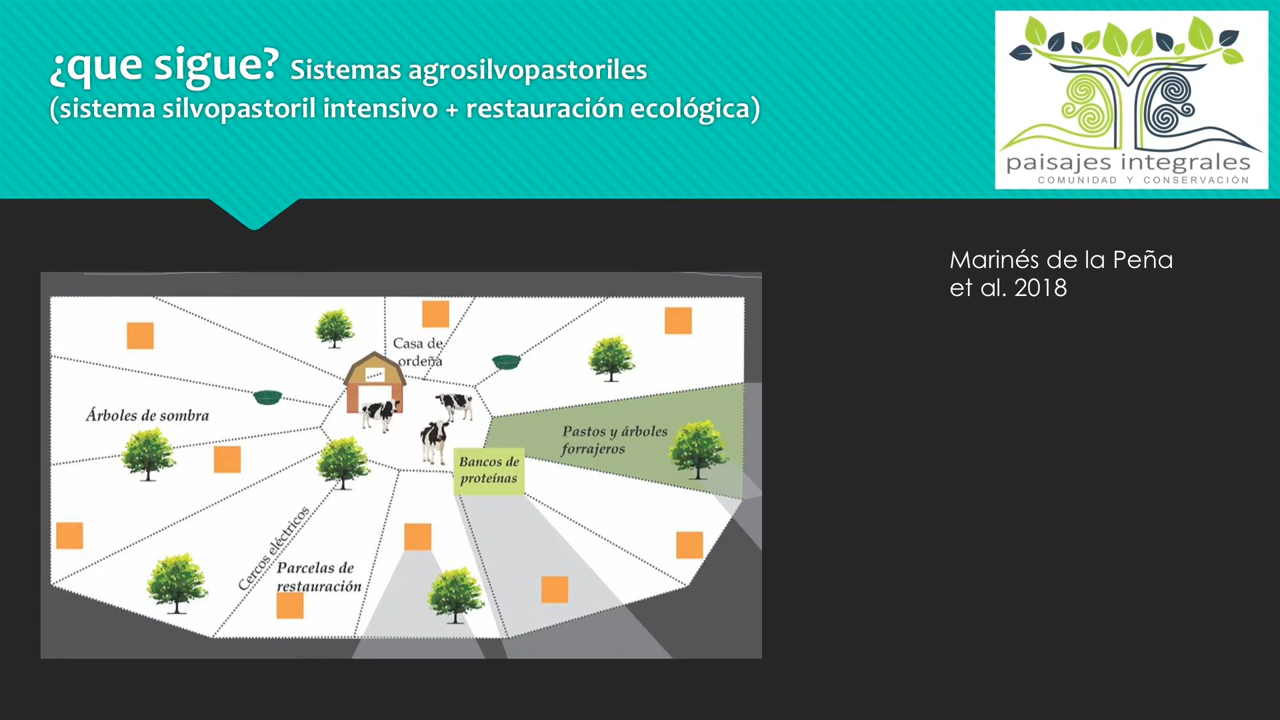 ¿que sigue? Sistemas agrosilvopastoriles
(sistema silvopastoril intensivo + restauración ecológica)
paisajes integrales
COMUNIDAD Y CONSERVACIÓN
Marinés de la Peña
et al. 2018
Casa de
ordeña
Árboles de sombra
Pastos y árboles
forrajeros
Bancos de
proteínas
Cercos eléctricos
Parcelas de
restauración